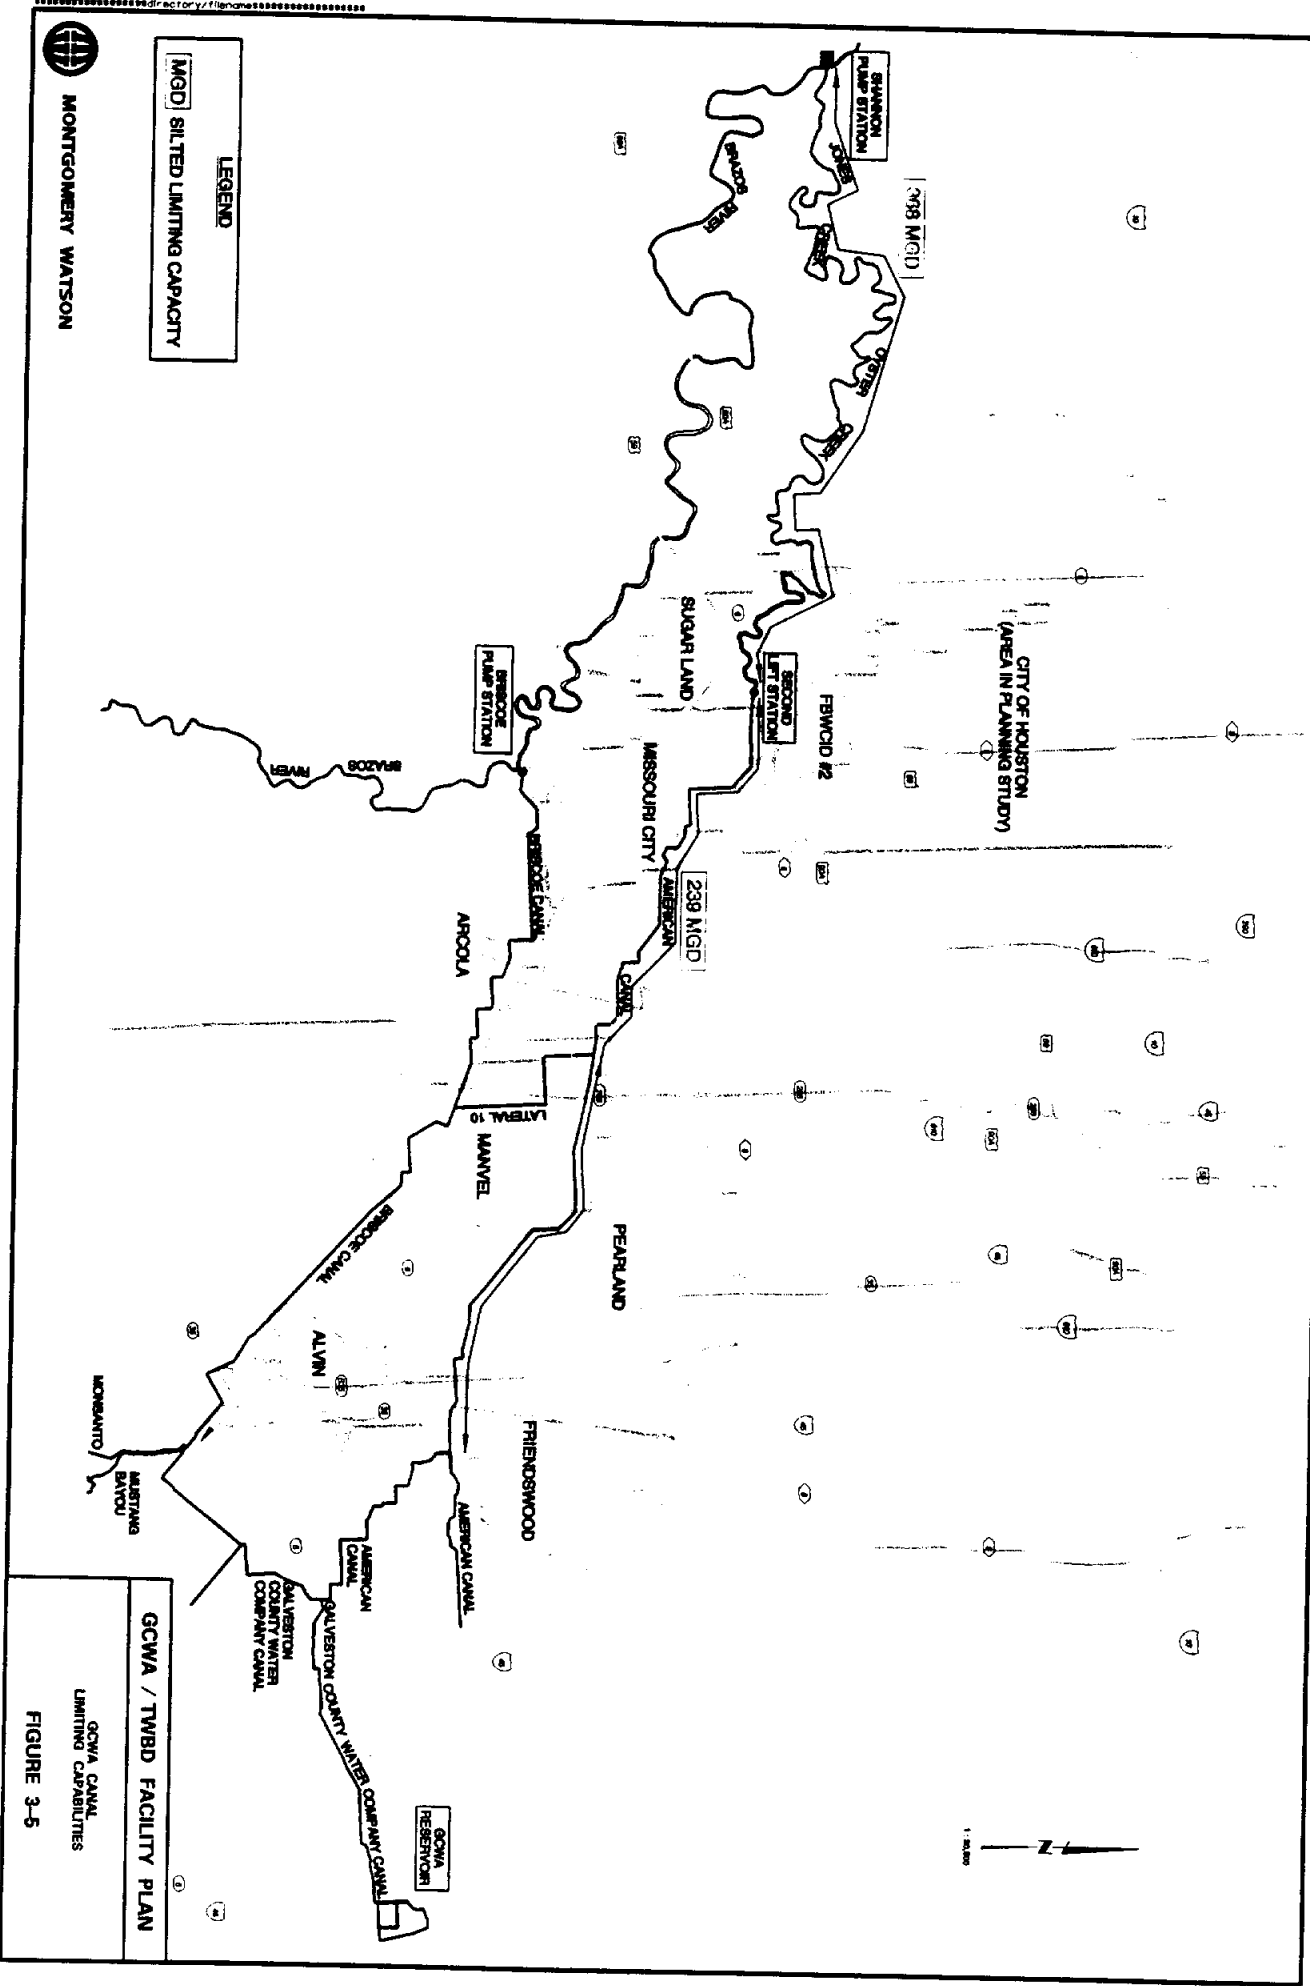 directory/filename
SHANNON
PUMP STATION
JONES
CREEK
OYSTER
CREEK
BRAZOS
RIVER
CITY OF HOUSTON
(AREA IN PLANNING STUDY)
FBWCID #2
SECOND
LIFT STATION
SUGAR LAND
MISSOURI CITY
BRISCOE
PUMP STATION
BRAZOS
RIVER
239 MGD
AMERICAN
CANAL
BRISCOE CANAL
ARCOLA
LATERAL 10
MANVEL
PEARLAND
BRISCOE CANAL
ALVIN
FRIENDSWOOD
AMERICAN CANAL
AMERICAN
CANAL
MONSANTO
MUSTANG
BAYOU
GALVESTON
COUNTY WATER
COMPANY CANAL
GALVESTON COUNTY WATER COMPANY CANAL
GCWA
RESERVOIR
N
LEGEND
MGD SILTED LIMITING CAPACITY
MONTGOMERY WATSON
GCWA / TWBD FACILITY PLAN
GCWA CANAL
LIMITING CAPABILITIES